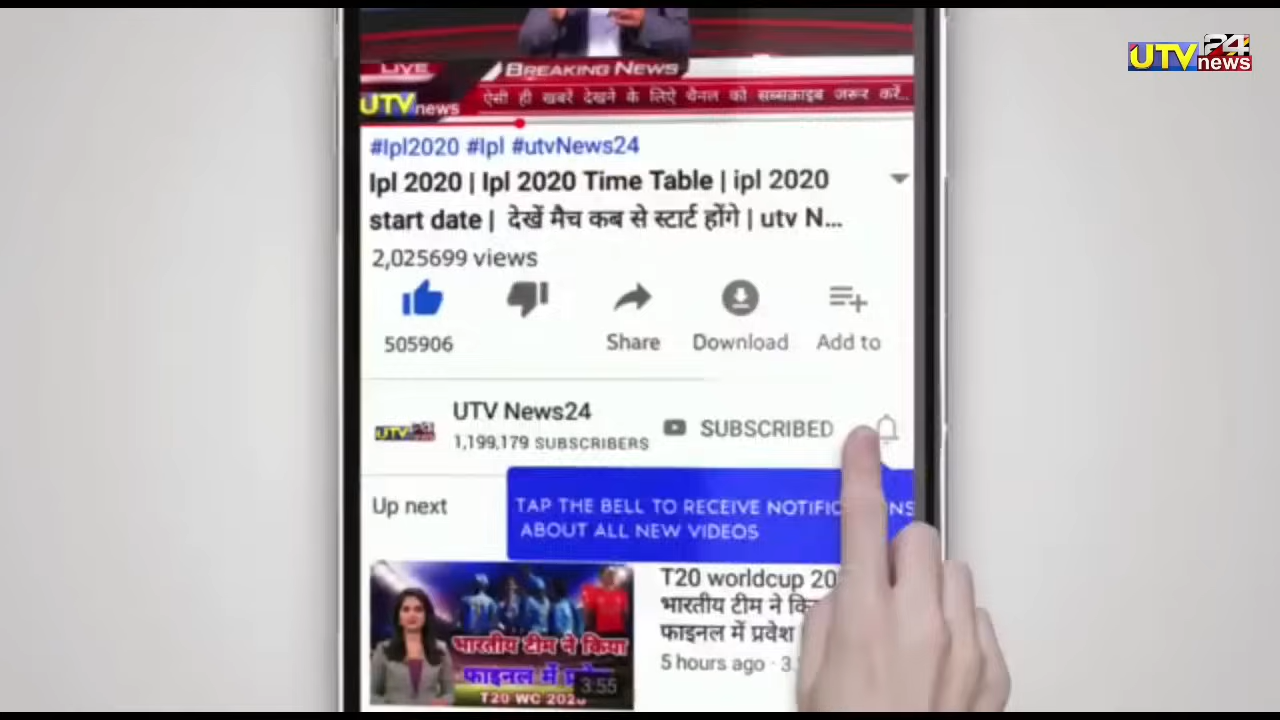 UTV 24 news
LIVE
BREAKING NEWS
UTV news
ऐसी ही खबरें देखने के लिऐ चैनल को सब्सक्राइब जरूर करें..
#Ipl2020 #Ipl #utvNews24
Ipl 2020 | Ipl 2020 Time Table | ipl 2020
start date | देखें मैच कब से स्टार्ट होंगे | utv N...
2,025699 views
505906
Share
Download
Add to
UTV News24
1,199,179 SUBSCRIBERS
SUBSCRIBED
Up next
TAP THE BELL TO RECEIVE
ABOUT ALL NEW VIDEOS
T20 worldcup
भारतीय टीम ने
फाइनल में प्रवेश
5 hours ago
भारतीय टीम ने किया
फाइनल में
3:55
T20 WC 2020